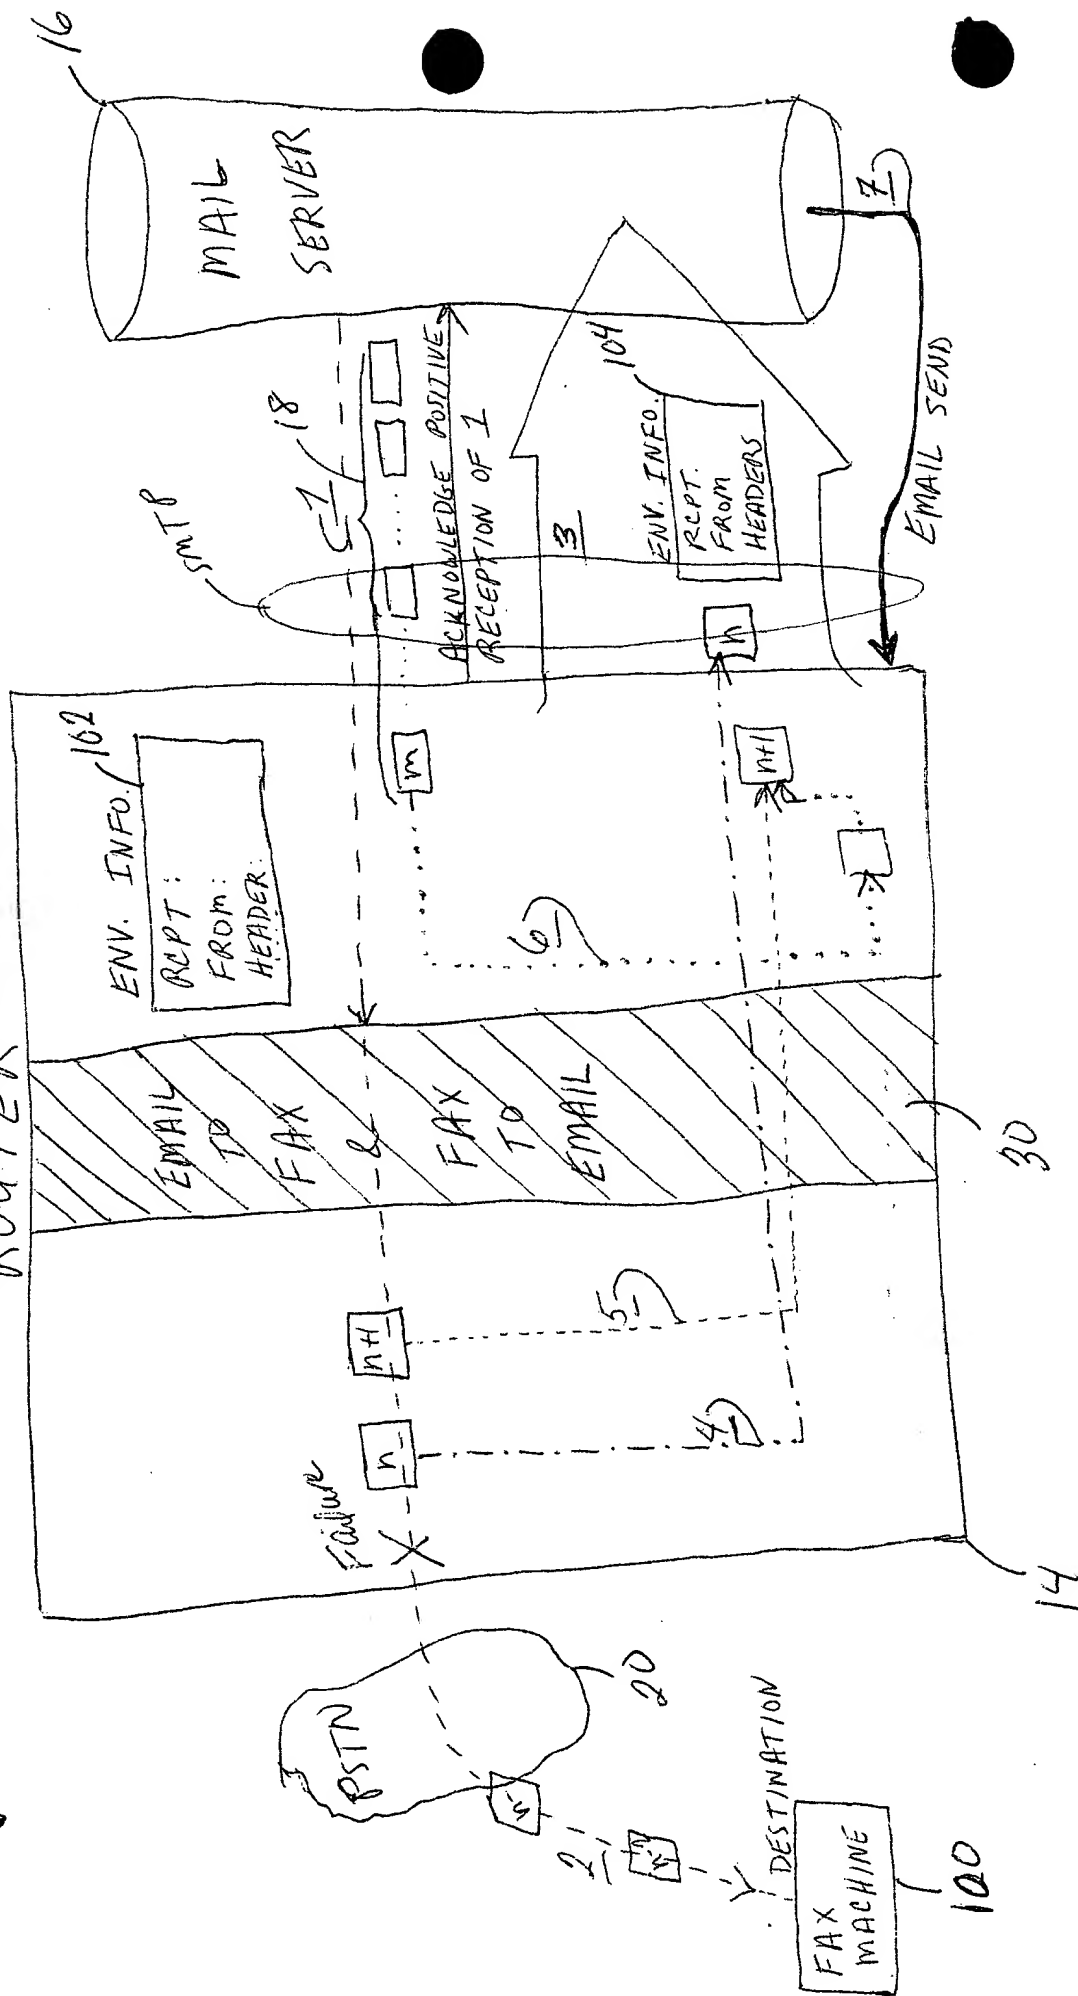 ROUTER
16
MAIL
SERVER
SMTP
1
18
ACKNOWLEDGE POSITIVE
RECEPTION OF 1
3
104
ENV. INFO.
RCPT.
FROM
HEADERS
7
EMAIL SEND
ENV. INFO.
102
RCPT:
FROM:
HEADER:
m
n
n+1
6
EMAIL
TO
FAX
&
FAX
TO
EMAIL
30
n+1
n
5
4
Failure
X
14
PSTN
20
2
DESTINATION
FAX
MACHINE
100